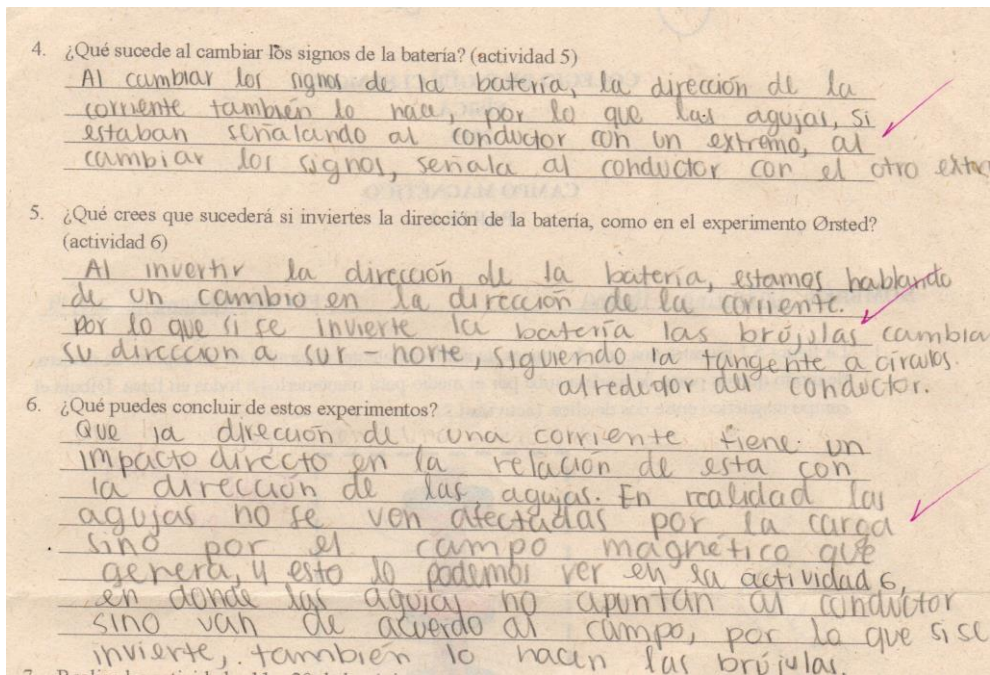 4. ¿Qué sucede al cambiar los signos de la batería? (actividad 5)
Al cambiar los signos de la batería, la dirección de la
corriente también lo hace, por lo que las agujas, si
estaban señalando al conductor con un extremo, al
cambiar los signos, señala al conductor con el otro extre
5. ¿Qué crees que sucederá si inviertes la dirección de la batería, como en el experimento Ørsted?
(actividad 6)
Al invertir la dirección de la batería, estamos hablando
de un cambio en la dirección de la corriente.
por lo que si se invierte la batería las brújulas cambia
su dirección a sur norte, siguiendo la tangente a círculos
alrededor del conductor.
6. ¿Qué puedes concluir de estos experimentos?
Que la dirección de una corriente tiene un
impacto directo en la relación de esta con
la dirección de las agujas. En realidad las
agujas no se ven afectadas por la carga
sino por el campo magnético que
genera, y esto lo podemos ver en la actividad 6,
en donde las agujas no apuntan al conductor
sino van de acuerdo al campo, por lo que si se
invierte, también lo hacen las brújulas.